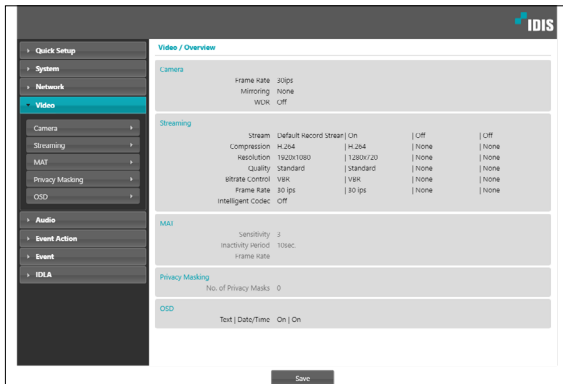 IDIS
Quick Setup
System
Network
Video
Camera
Streaming
MAT
Privacy Masking
OSD
Audio
Event Action
Event
IDLA
Video / Overview
Camera
Frame Rate 30ips
Mirroring None
WDR Off
Streaming
Stream Default Record Strear| On | Off | Off
Compression H.264 | H.264 | None | None
Resolution 1920x1080 | 1280x720 | None | None
Quality Standard | Standard | None | None
Bitrate Control VBR | VBR | None | None
Frame Rate 30 ips | 30 ips | None | None
Intelligent Codec Off
MAT
Sensitivity 3
Inactivity Period 10sec.
Frame Rate
Privacy Masking
No. of Privacy Masks 0
OSD
Text | Date/Time On | On
Save